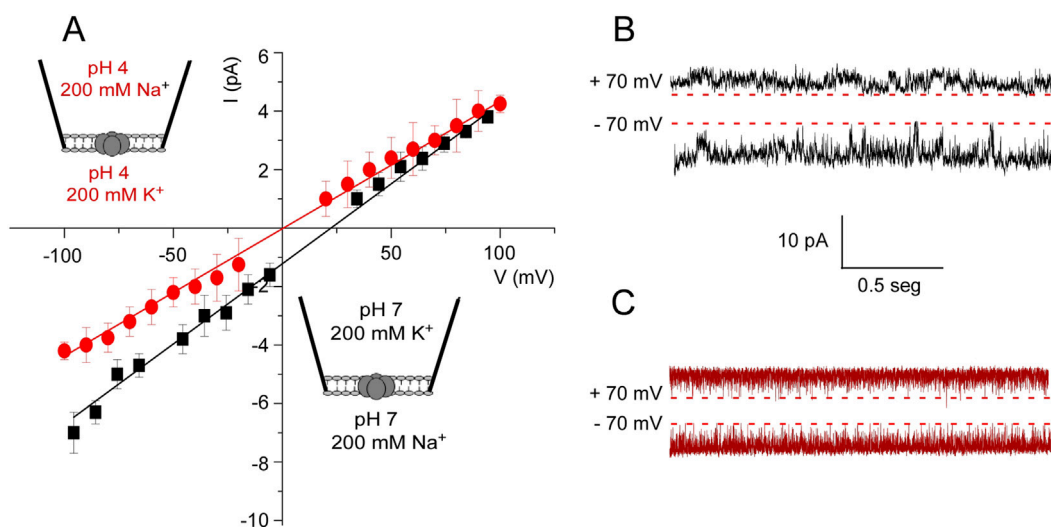 A
pH 4
200 mM Na⁺
pH 4
200 mM K⁺
I (pA)
6
4
2
-2
-4
-6
-8
-10
-100
-50
50
100
V (mV)
pH 7
200 mM K⁺
pH 7
200 mM Na⁺
B
+ 70 mV
- 70 mV
10 pA
0.5 seg
C
+ 70 mV
- 70 mV